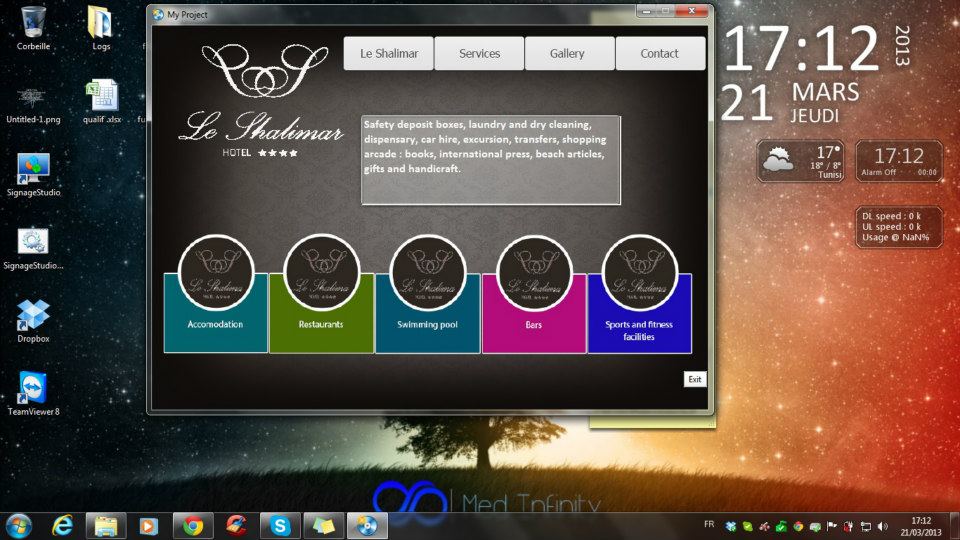 Corbeille
Logs
Untitled-1.png
qualif.xlsx
SignageStudio
SignageStudio...
Dropbox
TeamViewer 8
My Project
Le Shalimar
HOTEL ★★★★
Le Shalimar
Services
Gallery
Contact
Safety deposit boxes, laundry and dry cleaning,
dispensary, car hire, excursion, transfers, shopping
arcade : books, international press, beach articles,
gifts and handicraft.
Accomodation
Restaurants
Swimming pool
Bars
Sports and fitness
facilities
Exit
17:12
2013
21
MARS
JEUDI
17°
18° / 8°
Tunisi
17:12
Alarm Off
00:00
DL speed : 0 k
UL speed : 0 k
Usage @ NaN%
Med Infinity
FR
17:12
21/03/2013